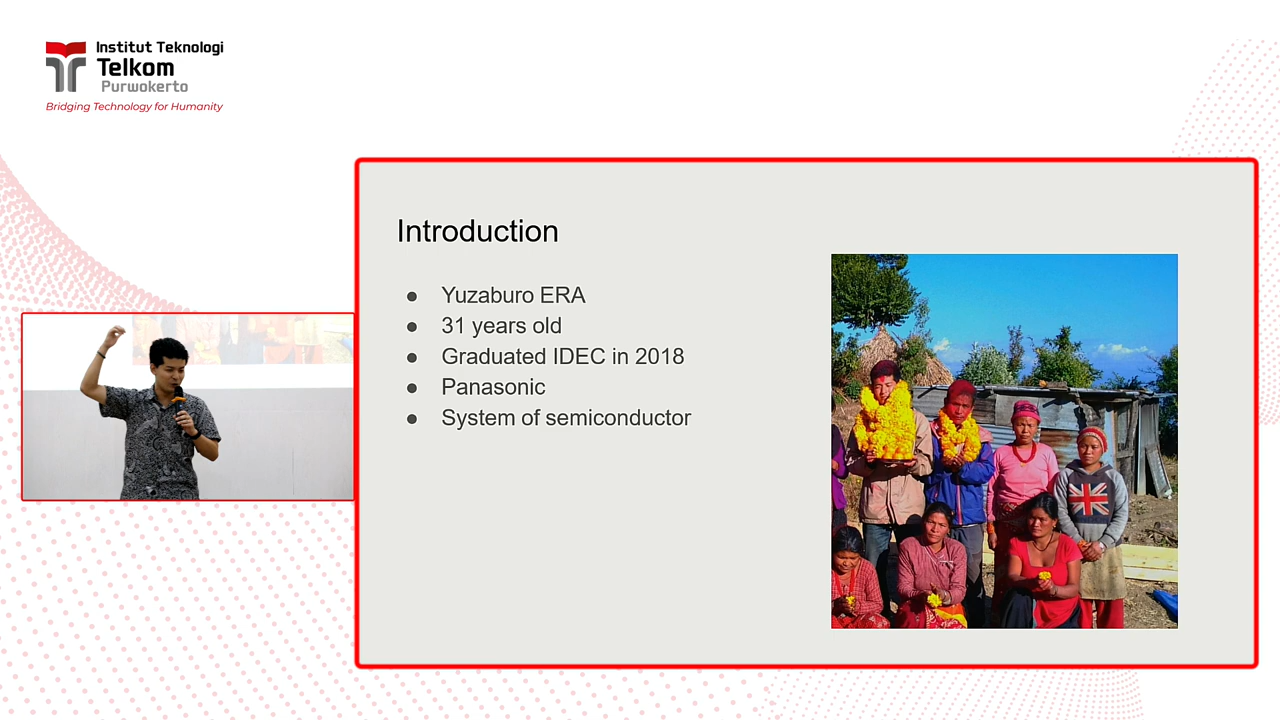 Institut Teknologi
Telkom
Purwokerto
Bridging Technology for Humanity
Introduction
● Yuzaburo ERA
● 31 years old
● Graduated IDEC in 2018
● Panasonic
● System of semiconductor